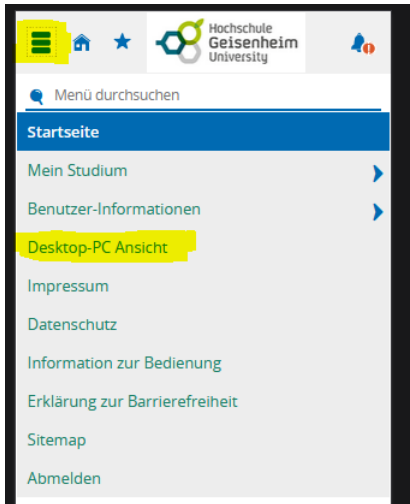 Hochschule
Geisenheim
University
Menü durchsuchen
Startseite
Mein Studium
Benutzer-Informationen
Desktop-PC Ansicht
Impressum
Datenschutz
Information zur Bedienung
Erklärung zur Barrierefreiheit
Sitemap
Abmelden